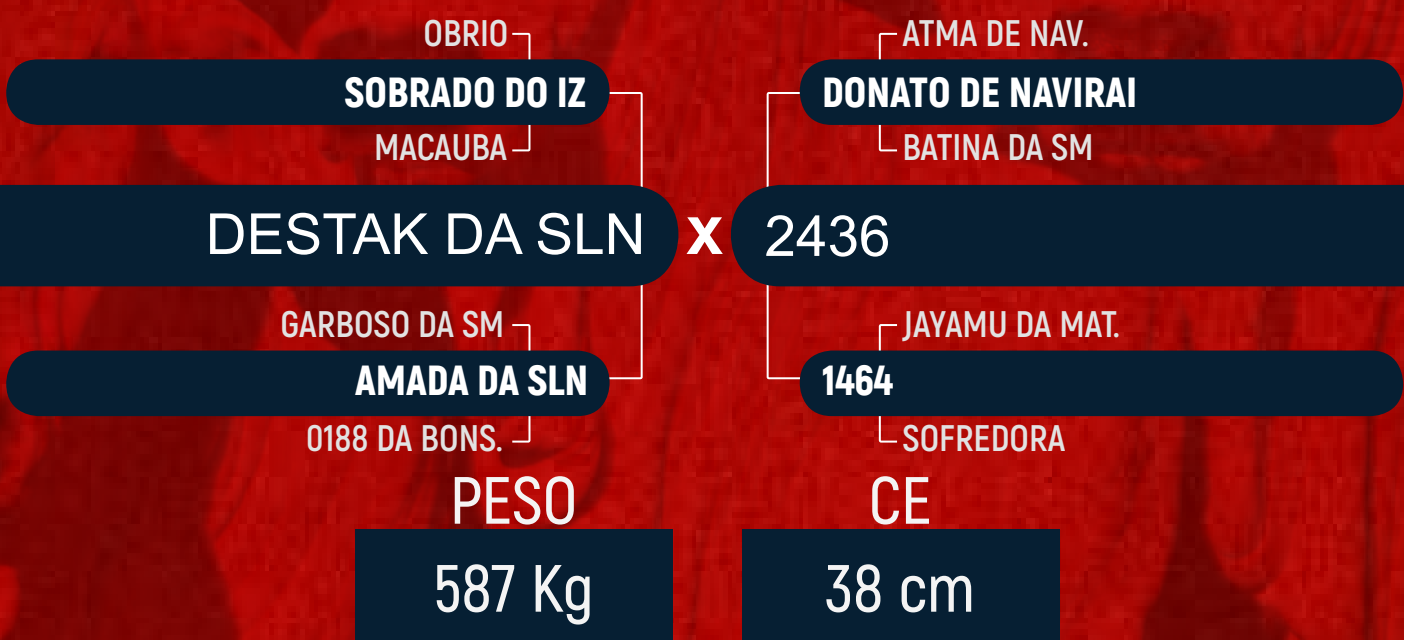 OBRIO
SOBRADO DO IZ
MACAUBA
ATMA DE NAV.
DONATO DE NAVIRAI
BATINA DA SM
DESTAK DA SLN X 2436
GARBOSO DA SM
AMADA DA SLN
0188 DA BONS.
JAYAMU DA MAT.
1464
SOFREDORA
PESO
587 Kg
CE
38 cm